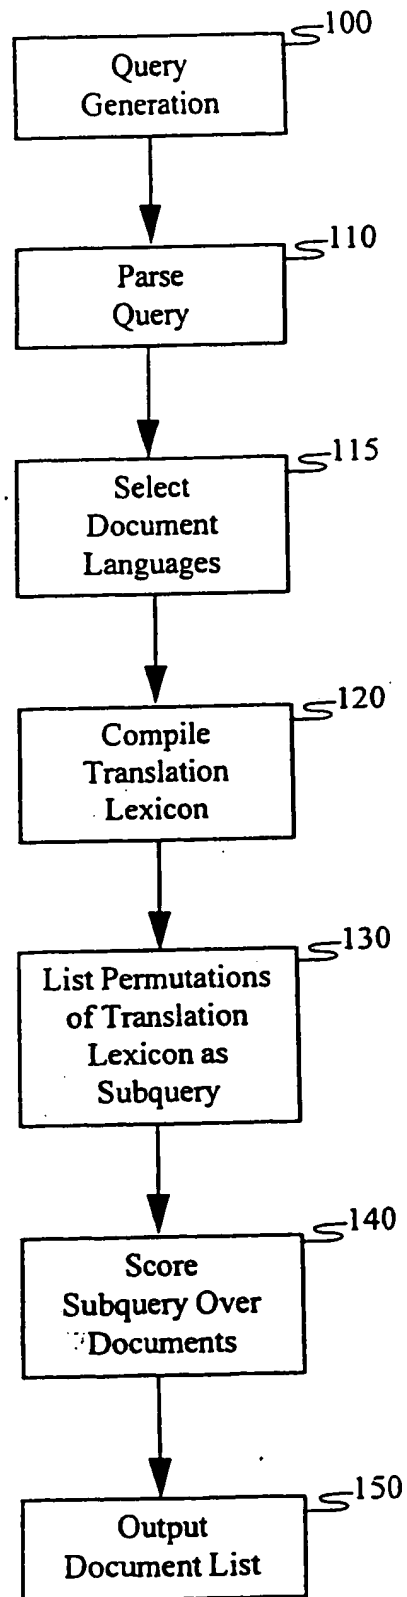 100
Query
Generation
110
Parse
Query
115
Select
Document
Languages
120
Compile
Translation
Lexicon
130
List Permutations
of Translation
Lexicon as
Subquery
140
Score
Subquery Over
Documents
150
Output
Document List